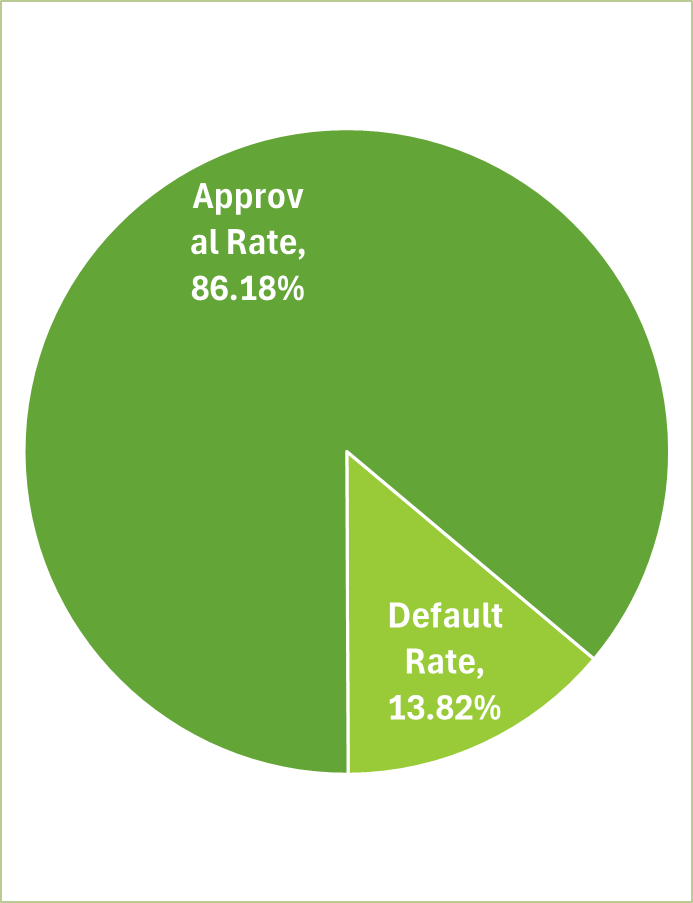 Approv
al Rate,
86.18%
Default
Rate,
13.82%